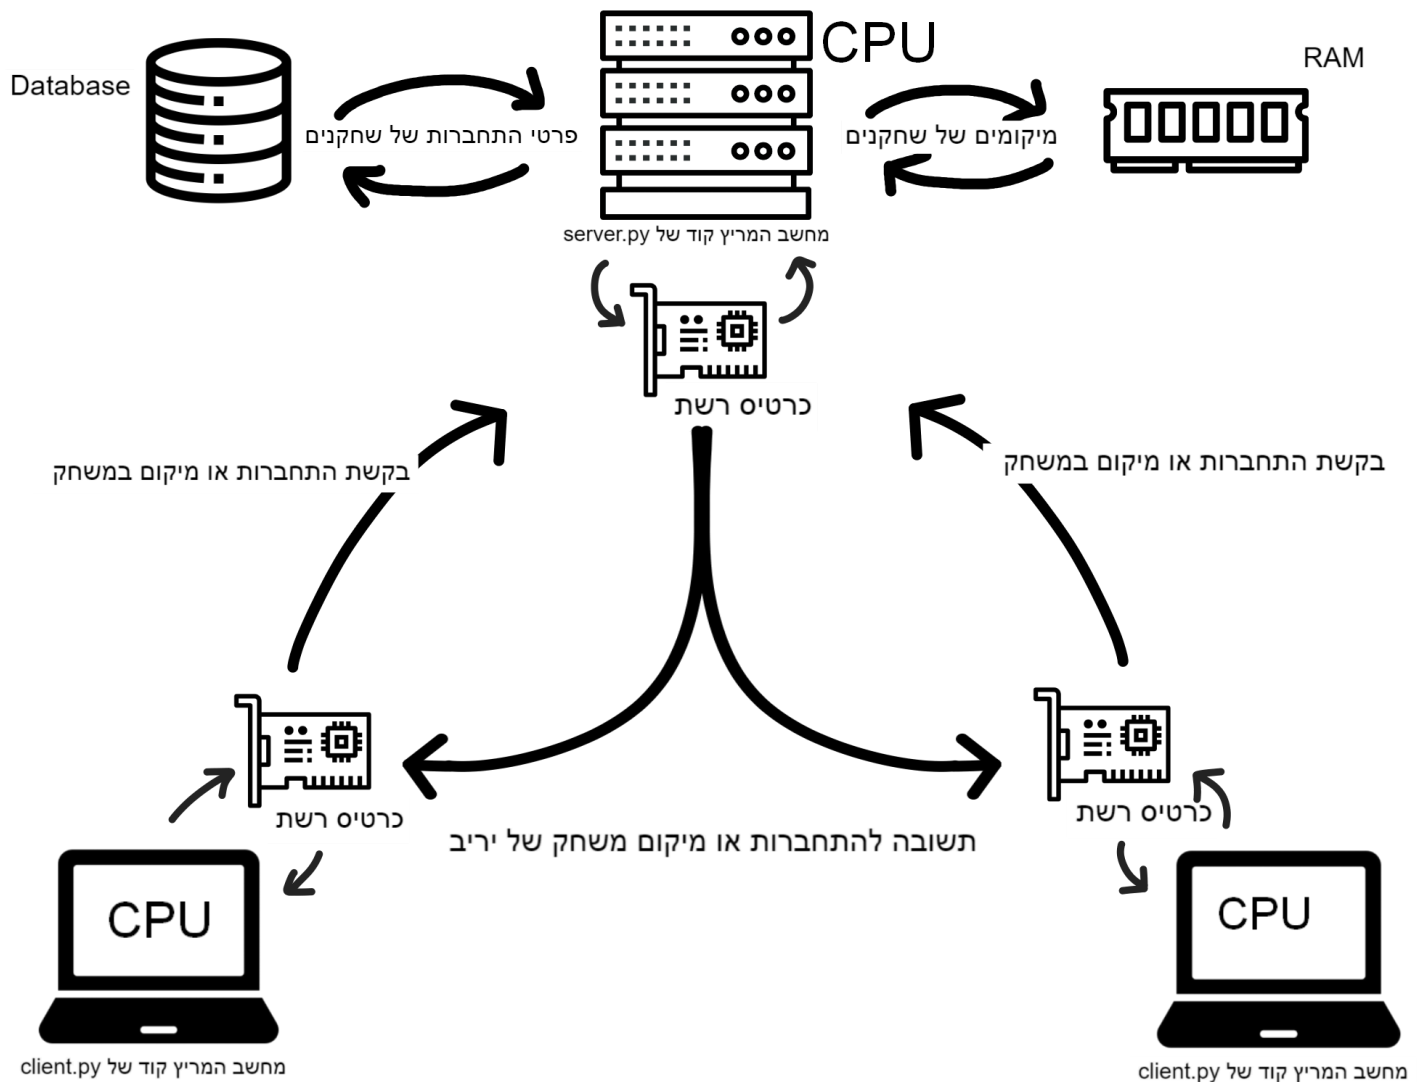 CPU
RAM
Database
פרטי התחברות של שחקנים
מיקומים של שחקנים
מחשב המריץ קוד של server.py
כרטיס רשת
בקשת התחברות או מיקום במשחק
בקשת התחברות או מיקום במשחק
כרטיס רשת
כרטיס רשת
תשובה להתחברות או מיקום משחק של יריב
CPU
CPU
מחשב המריץ קוד של client.py
מחשב המריץ קוד של client.py